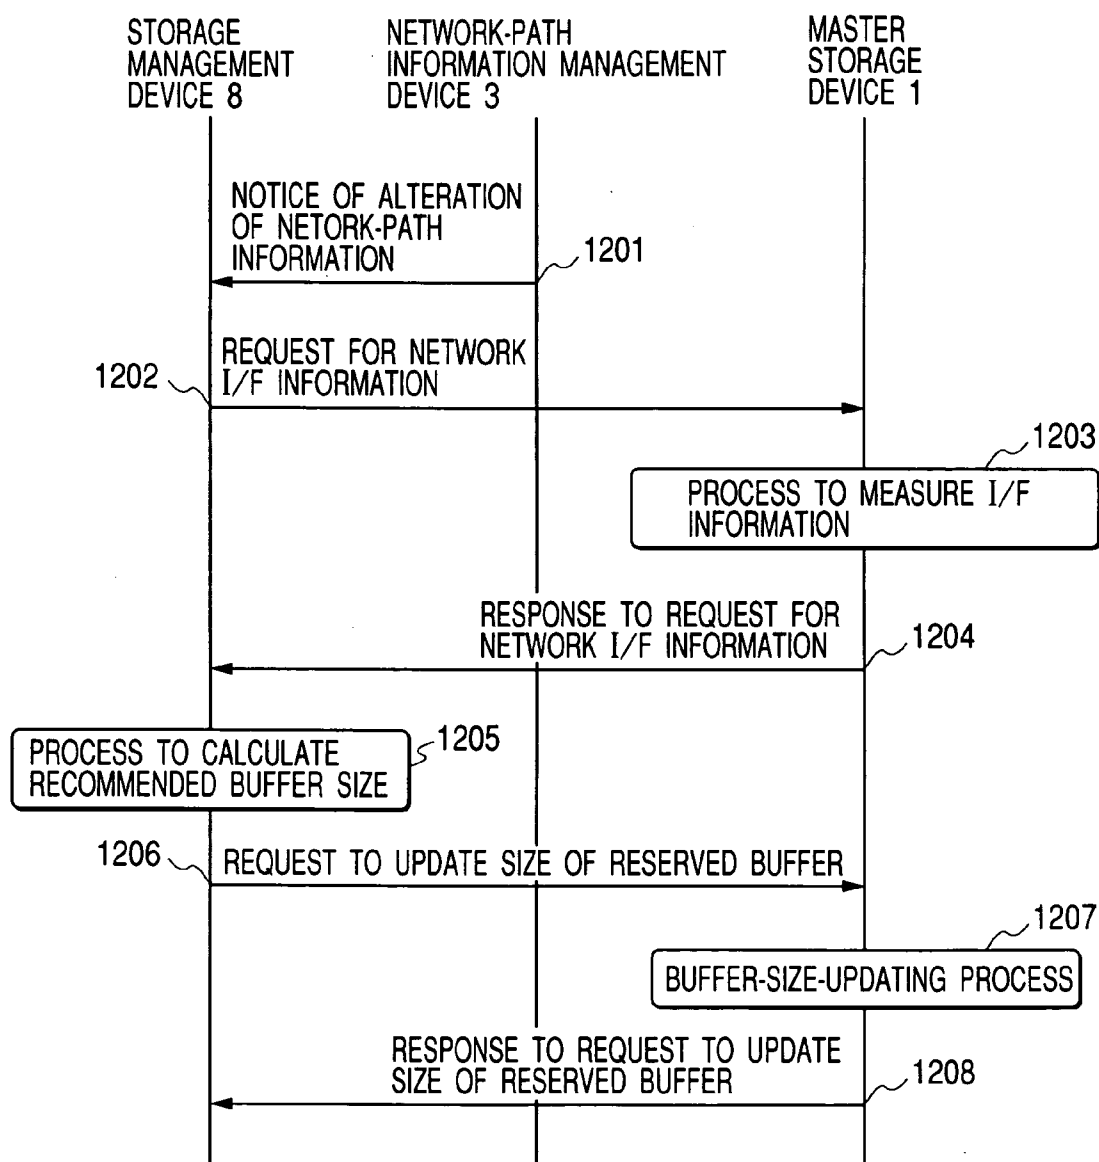 STORAGE
MANAGEMENT
DEVICE 8
NETWORK-PATH
INFORMATION MANAGEMENT
DEVICE 3
MASTER
STORAGE
DEVICE 1
NOTICE OF ALTERATION
OF NETORK-PATH
INFORMATION
1201
REQUEST FOR NETWORK
I/F INFORMATION
1202
1203
PROCESS TO MEASURE I/F
INFORMATION
RESPONSE TO REQUEST FOR
NETWORK I/F INFORMATION
1204
PROCESS TO CALCULATE
RECOMMENDED BUFFER SIZE
1205
1206
REQUEST TO UPDATE SIZE OF RESERVED BUFFER
1207
BUFFER-SIZE-UPDATING PROCESS
RESPONSE TO REQUEST TO UPDATE
SIZE OF RESERVED BUFFER
1208